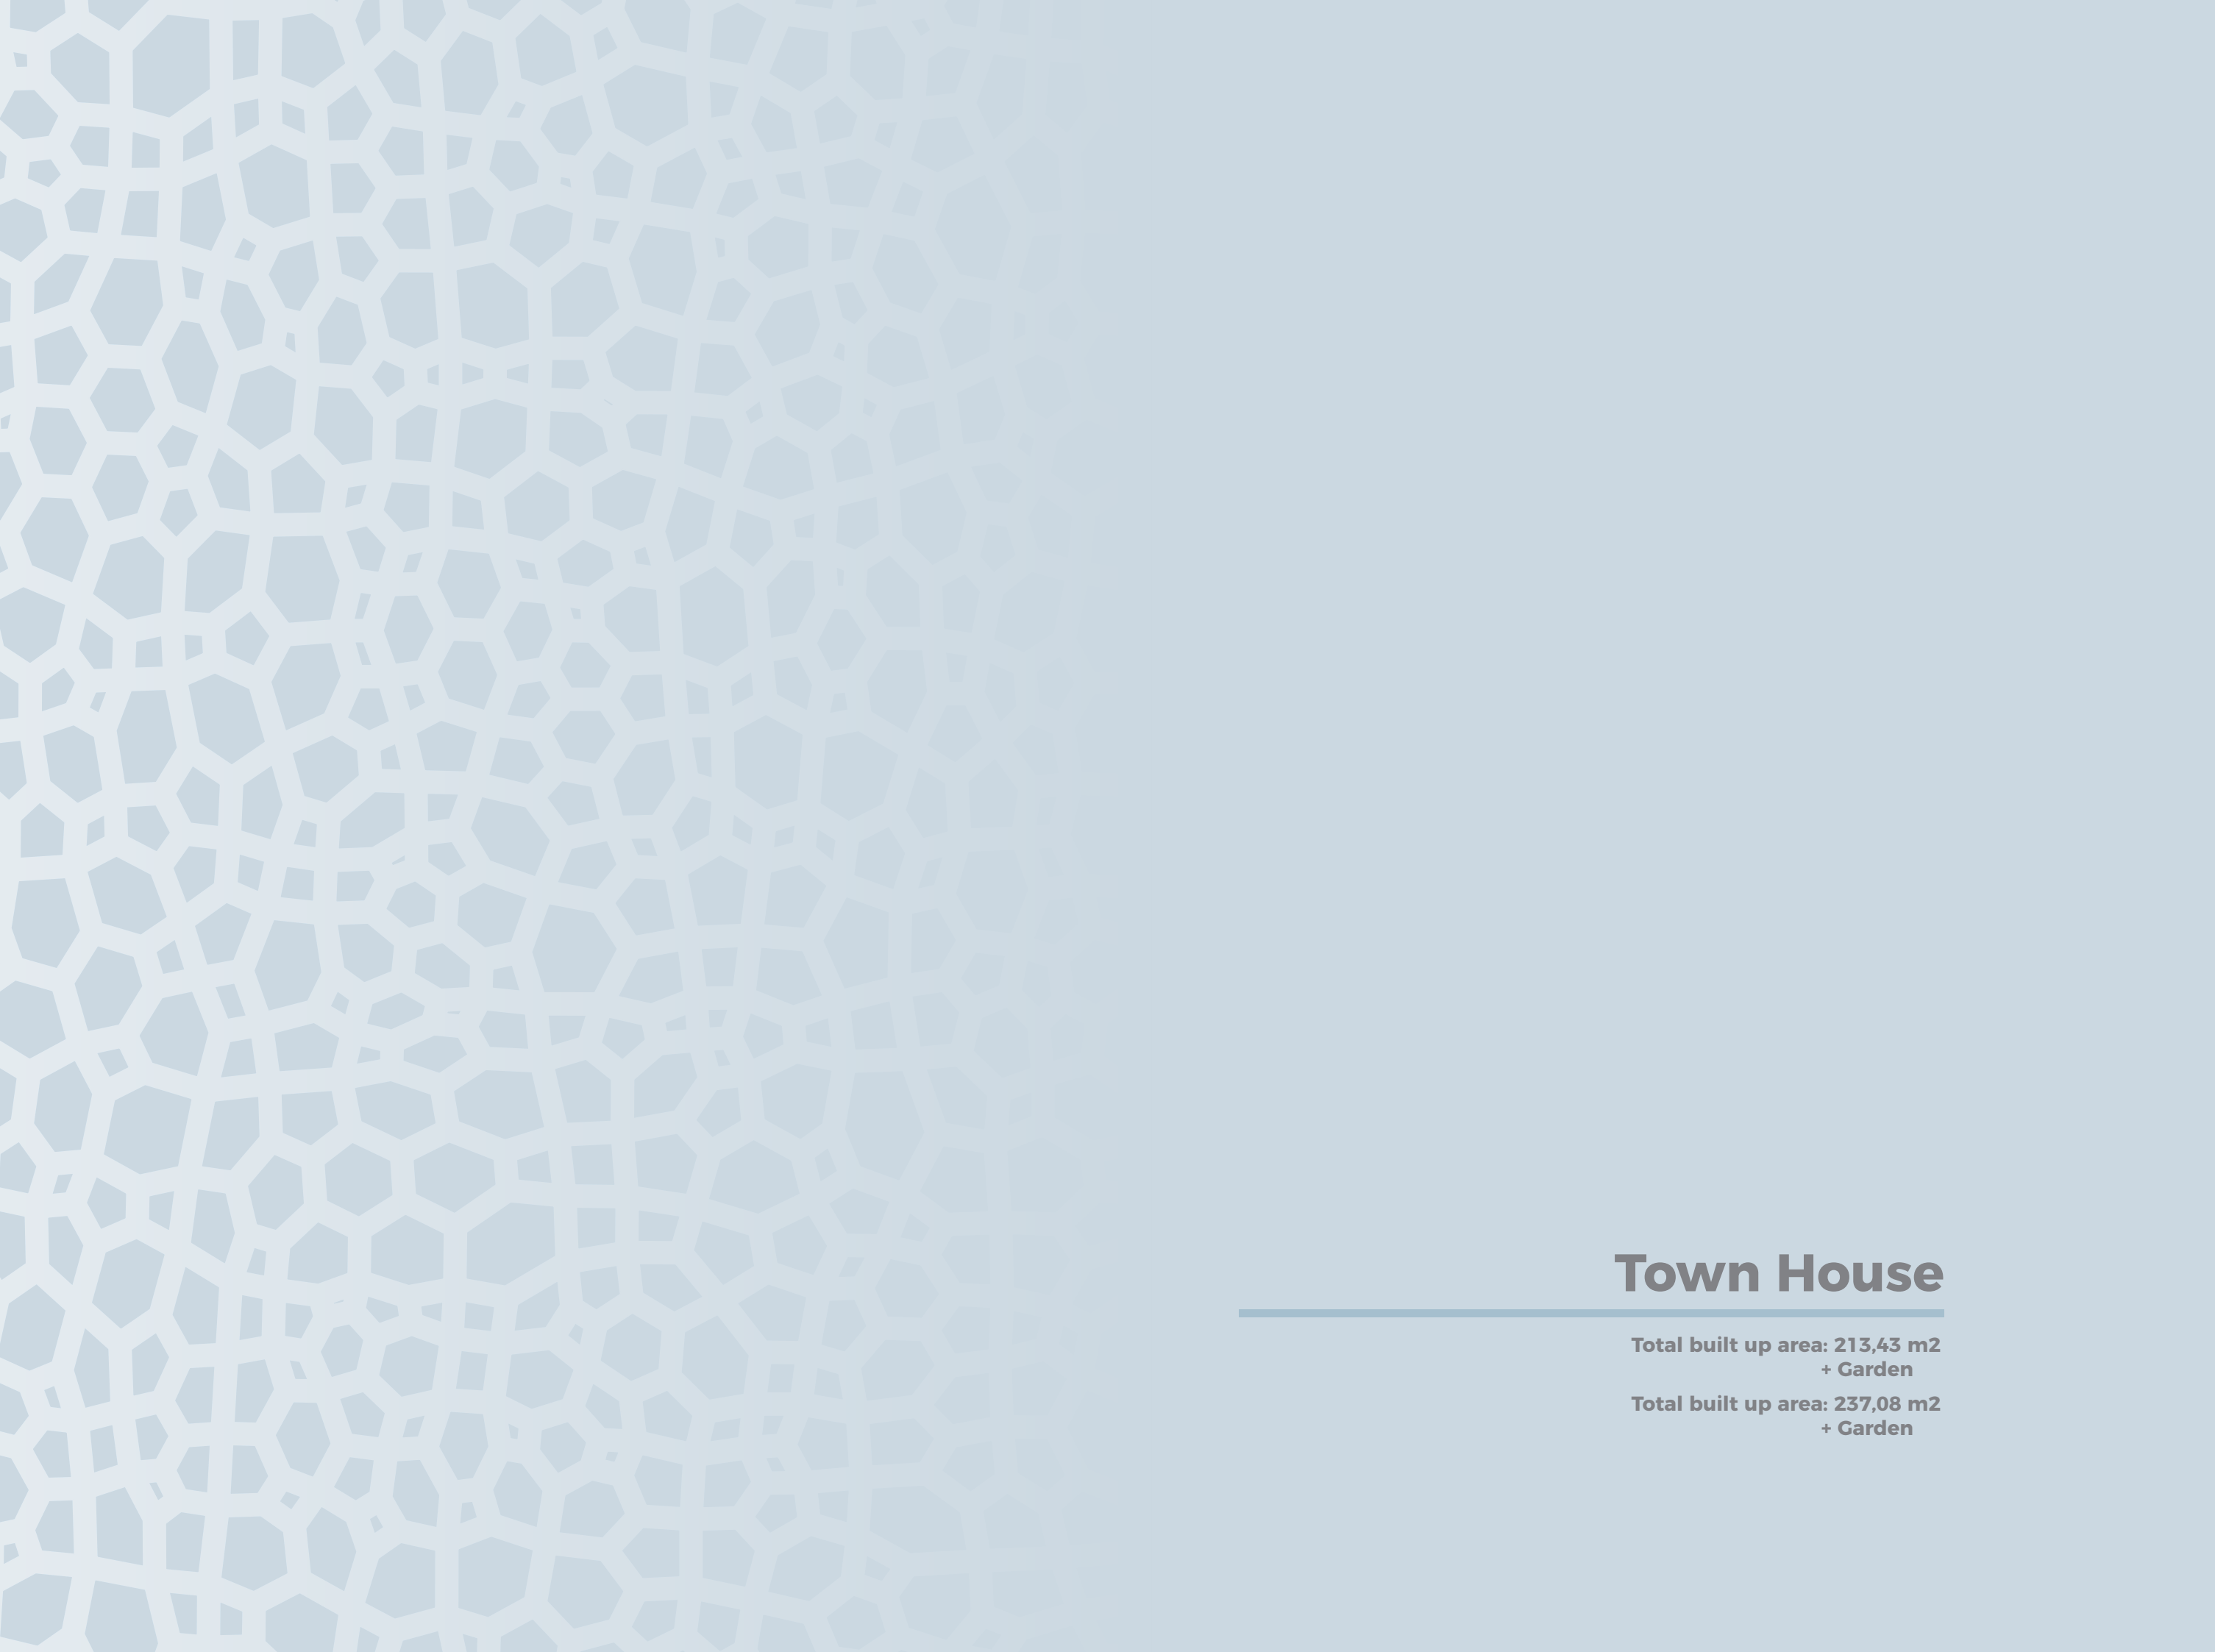 Town House
Total built up area: 213,43 m2
+ Garden
Total built up area: 237,08 m2
+ Garden